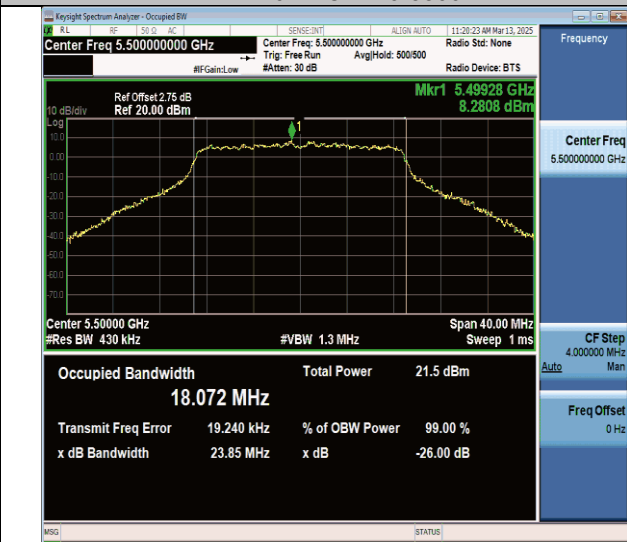 Keysight Spectrum Analyzer - Occupied BW
RL RF 50 Ω AC SENSE:INT ALIGN AUTO 11:20:23 AM Mar 13, 2025
Center Freq 5.500000000 GHz
Center Freq: 5.500000000 GHz Radio Std: None
Trig: Free Run Avg|Hold: 500/500
#IFGain:Low #Atten: 30 dB Radio Device: BTS
Ref Offset 2.75 dB Mkr1 5.49928 GHz
10 dB/div Ref 20.00 dBm 8.2808 dBm
Log
10.0
0.00
-10.0
-20.0
-30.0
-40.0
-50.0
-60.0
-70.0
1
Center 5.50000 GHz Span 40.00 MHz
#Res BW 430 kHz #VBW 1.3 MHz Sweep 1 ms
Occupied Bandwidth Total Power 21.5 dBm
18.072 MHz
Transmit Freq Error 19.240 kHz % of OBW Power 99.00 %
x dB Bandwidth 23.85 MHz x dB -26.00 dB
MSG STATUS
Frequency
Center Freq
5.500000000 GHz
CF Step
4.000000 MHz
Auto Man
Freq Offset
0 Hz